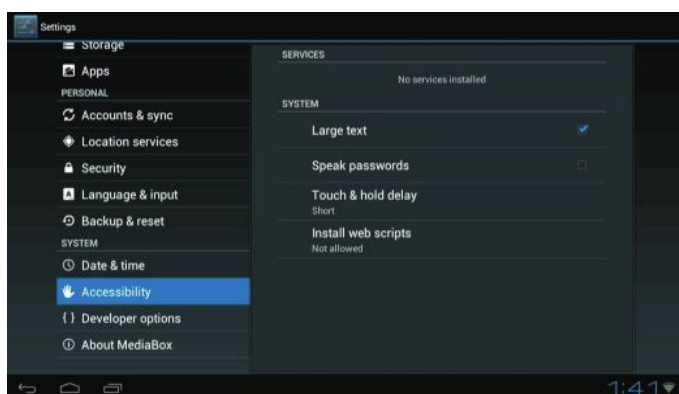 Settings
Storage
Apps
PERSONAL
Accounts & sync
Location services
Security
Language & input
Backup & reset
SYSTEM
Date & time
Accessibility
{ } Developer options
About MediaBox
SERVICES
No services installed
SYSTEM
Large text
Speak passwords
Touch & hold delay
Short
Install web scripts
Not allowed
1:41